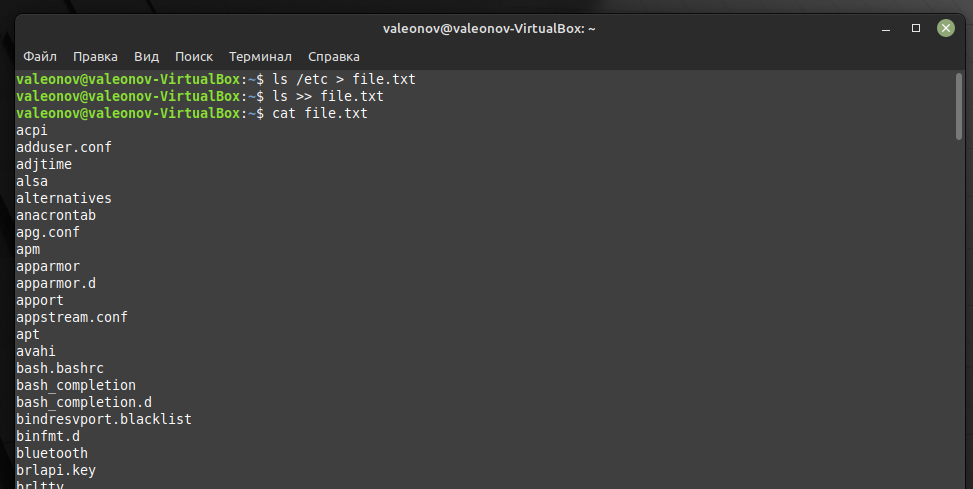 valeonov@valeonov-VirtualBox: ~
Файл Правка Вид Поиск Терминал Справка
valeonov@valeonov-VirtualBox:~$ ls /etc > file.txt
valeonov@valeonov-VirtualBox:~$ ls >> file.txt
valeonov@valeonov-VirtualBox:~$ cat file.txt
acpi
adduser.conf
adjtime
alsa
alternatives
anacrontab
apg.conf
apm
apparmor
apparmor.d
apport
appstream.conf
apt
avahi
bash.bashrc
bash_completion
bash_completion.d
bindresvport.blacklist
binfmt.d
bluetooth
brlapi.key
brltty